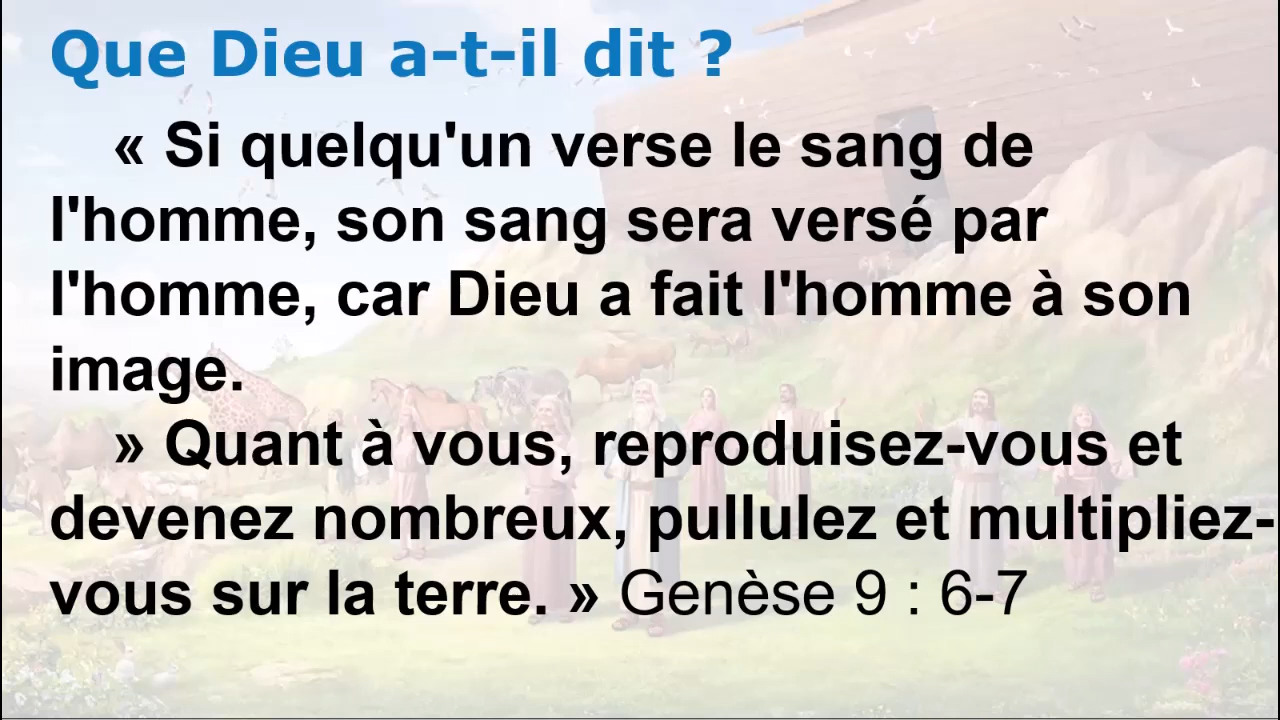 Que Dieu a-t-il dit ?
« Si quelqu'un verse le sang de
l'homme, son sang sera versé par
l'homme, car Dieu a fait l'homme à son
image.
» Quant à vous, reproduisez-vous et
devenez nombreux, pullulez et multipliez-
vous sur la terre. » Genèse 9 : 6-7